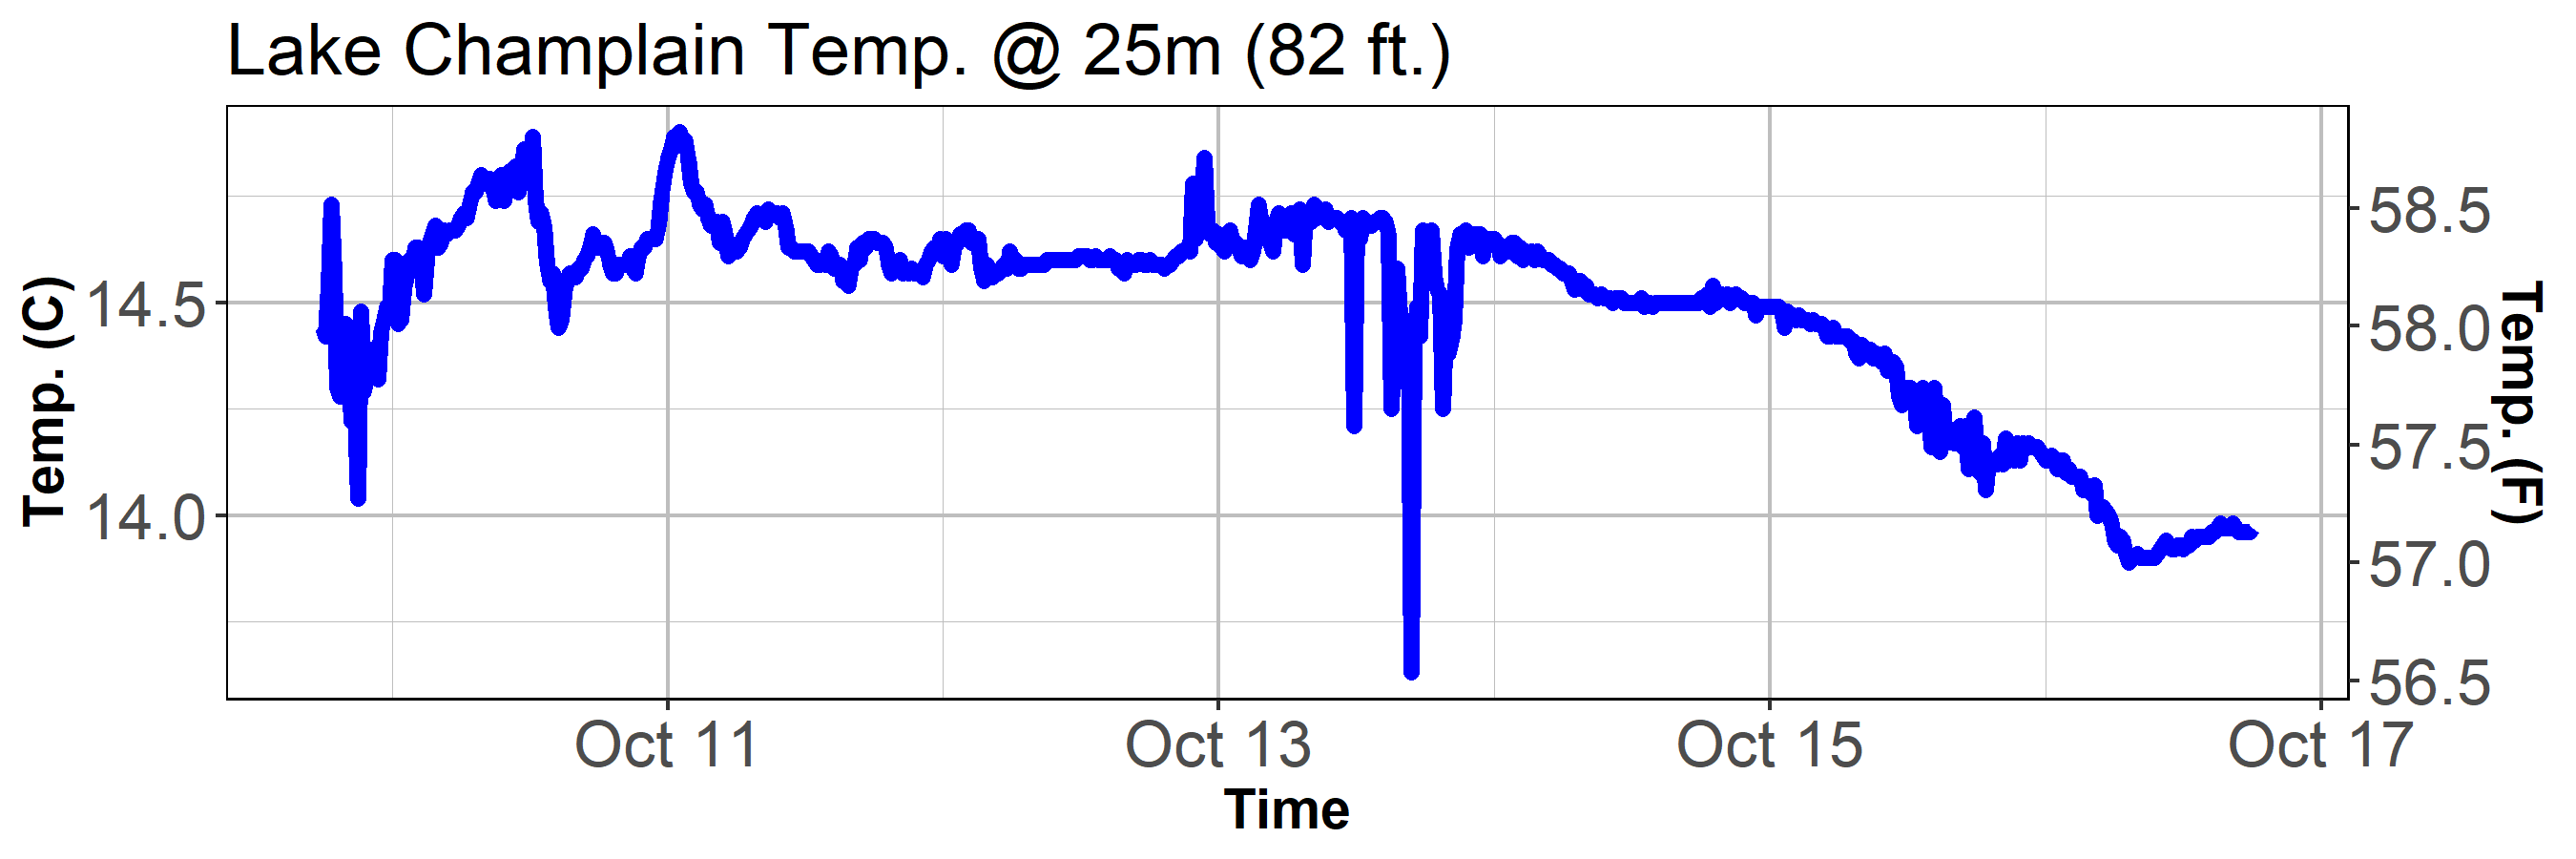 Lake Champlain Temp. @ 25m (82 ft.)
Temp. (C)
14.5
14.0
58.5
58.0
57.5
57.0
56.5
Temp. (F)
Oct 11
Oct 13
Oct 15
Oct 17
Time